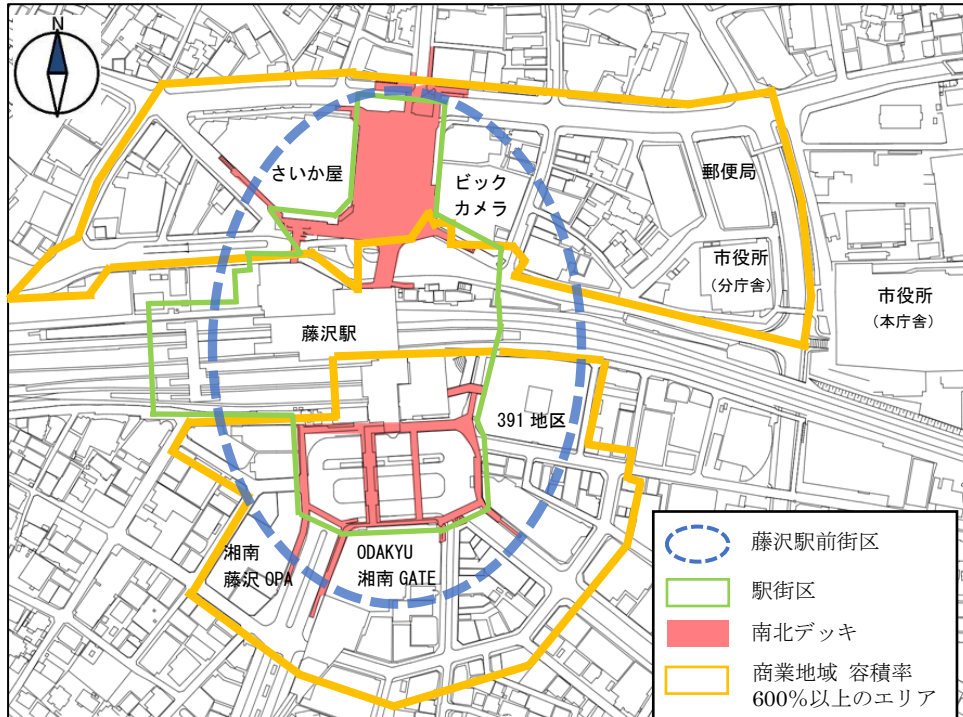 N
さいか屋
ビック
カメラ
郵便局
市役所
(分庁舎)
市役所
(本庁舎)
藤沢駅
391 地区
湘南
藤沢 OPA
ODAKYU
湘南 GATE
藤沢駅前街区
駅街区
南北デッキ
商業地域 容積率
600%以上のエリア